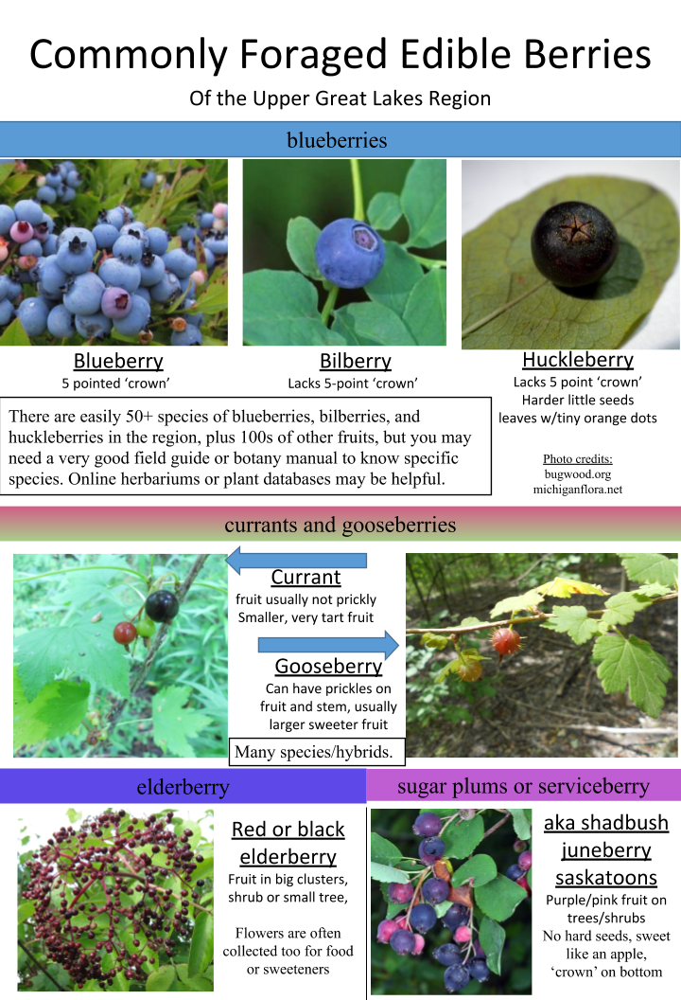 Commonly Foraged Edible Berries
Of the Upper Great Lakes Region
blueberries
Blueberry
5 pointed ‘crown’
Bilberry
Lacks 5-point ‘crown’
Huckleberry
Lacks 5 point ‘crown’
Harder little seeds
leaves w/tiny orange dots
There are easily 50+ species of blueberries, bilberries, and
huckleberries in the region, plus 100s of other fruits, but you may
need a very good field guide or botany manual to know specific
species. Online herbariums or plant databases may be helpful.
Photo credits:
bugwood.org
michiganflora.net
currants and gooseberries
Currant
fruit usually not prickly
Smaller, very tart fruit
Gooseberry
Can have prickles on
fruit and stem, usually
larger sweeter fruit
Many species/hybrids.
elderberry
Red or black
elderberry
Fruit in big clusters,
shrub or small tree,
Flowers are often
collected too for food
or sweeteners
sugar plums or serviceberry
aka shadbush
juneberry
saskatoons
Purple/pink fruit on
trees/shrubs
No hard seeds, sweet
like an apple,
‘crown’ on bottom